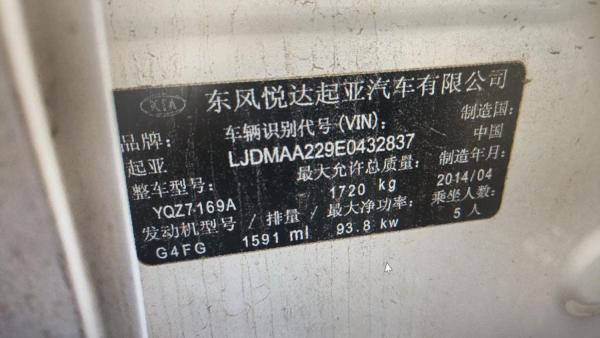 KIA 东风悦达起亚汽车有限公司
品牌: 车辆识别代号(VIN): 制造国:
起亚 LJDMAA229E0432837 中国
整车型号: 最大允许总质量: 制造年月:
YQZ7169A 1720 kg 2014/04
发动机型号 / 排量 / 最大净功率: 乘坐人数:
G4FG 1591 ml 93.8 kw 5 人